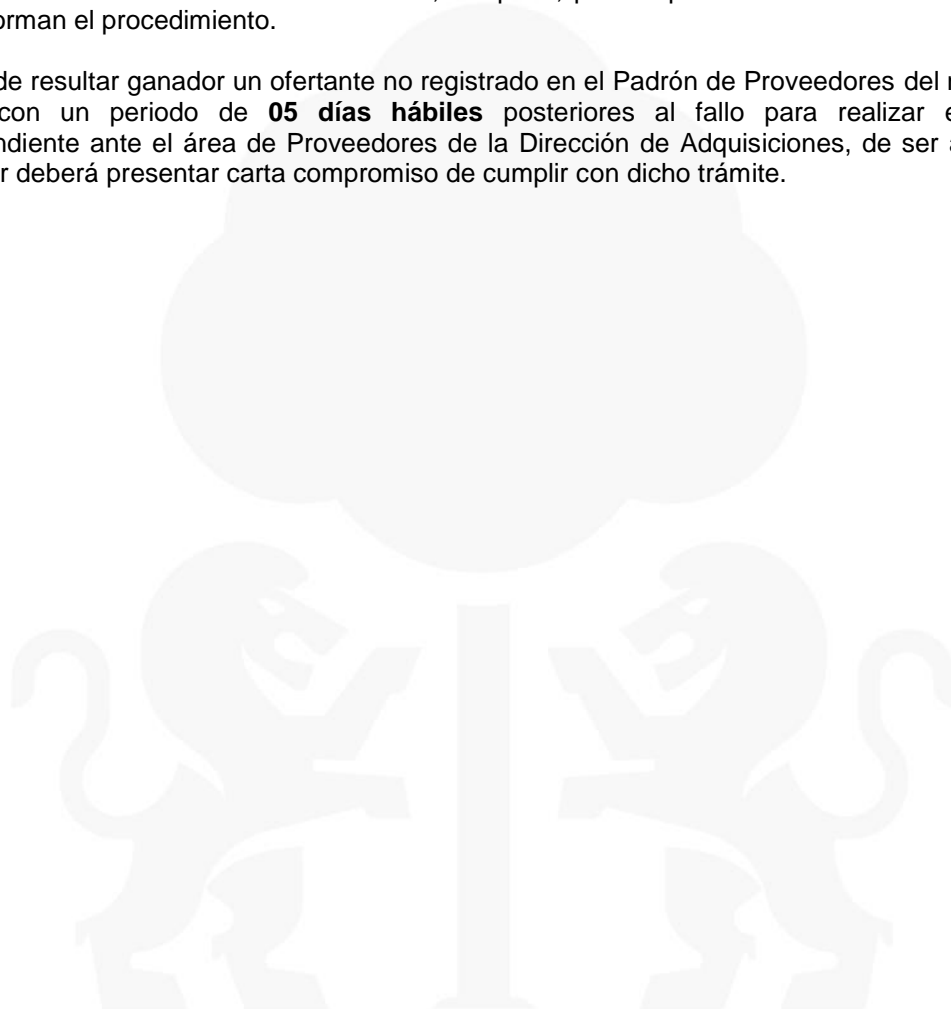 orman el procedimiento.
de resultar ganador un ofertante no registrado en el Padrón de Proveedores del
con un periodo de 05 días hábiles posteriores al fallo para realizar
ndiente ante el área de Proveedores de la Dirección de Adquisiciones, de ser
r deberá presentar carta compromiso de cumplir con dicho trámite.